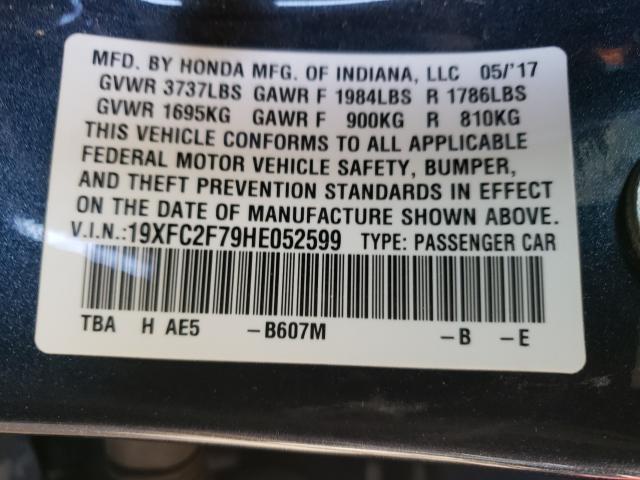 MFD. BY HONDA MFG. OF INDIANA, LLC 05/'17
GVWR 3737LBS GAWR F 1984LBS R 1786LBS
GVWR 1695KG GAWR F 900KG R 810KG
THIS VEHICLE CONFORMS TO ALL APPLICABLE
FEDERAL MOTOR VEHICLE SAFETY, BUMPER,
AND THEFT PREVENTION STANDARDS IN EFFECT
ON THE DATE OF MANUFACTURE SHOWN ABOVE.
V.I.N.:19XFC2F79HE052599 TYPE: PASSENGER CAR
TBA H AE5 -B607M -B -E